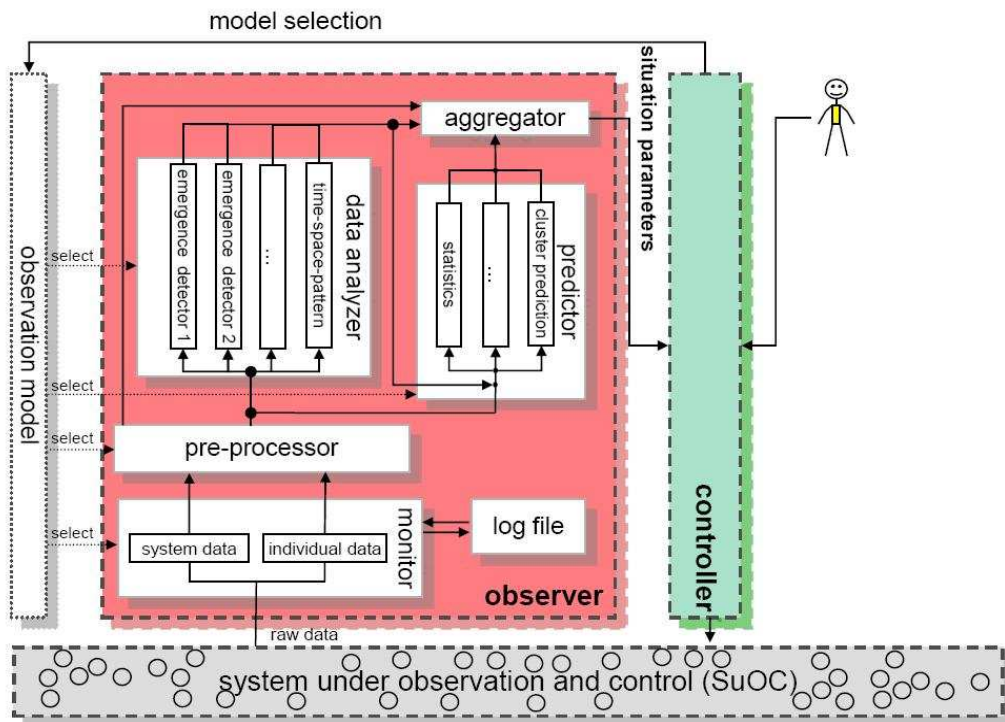 model selection
observation model
select
select
select
select
aggregator
emergence detector 1
emergence detector 2
...
time-space-pattern
data analyzer
statistics
...
cluster prediction
predictor
situation parameters
pre-processor
system data
individual data
monitor
log file
observer
controller
raw data
system under observation and control (SuOC)